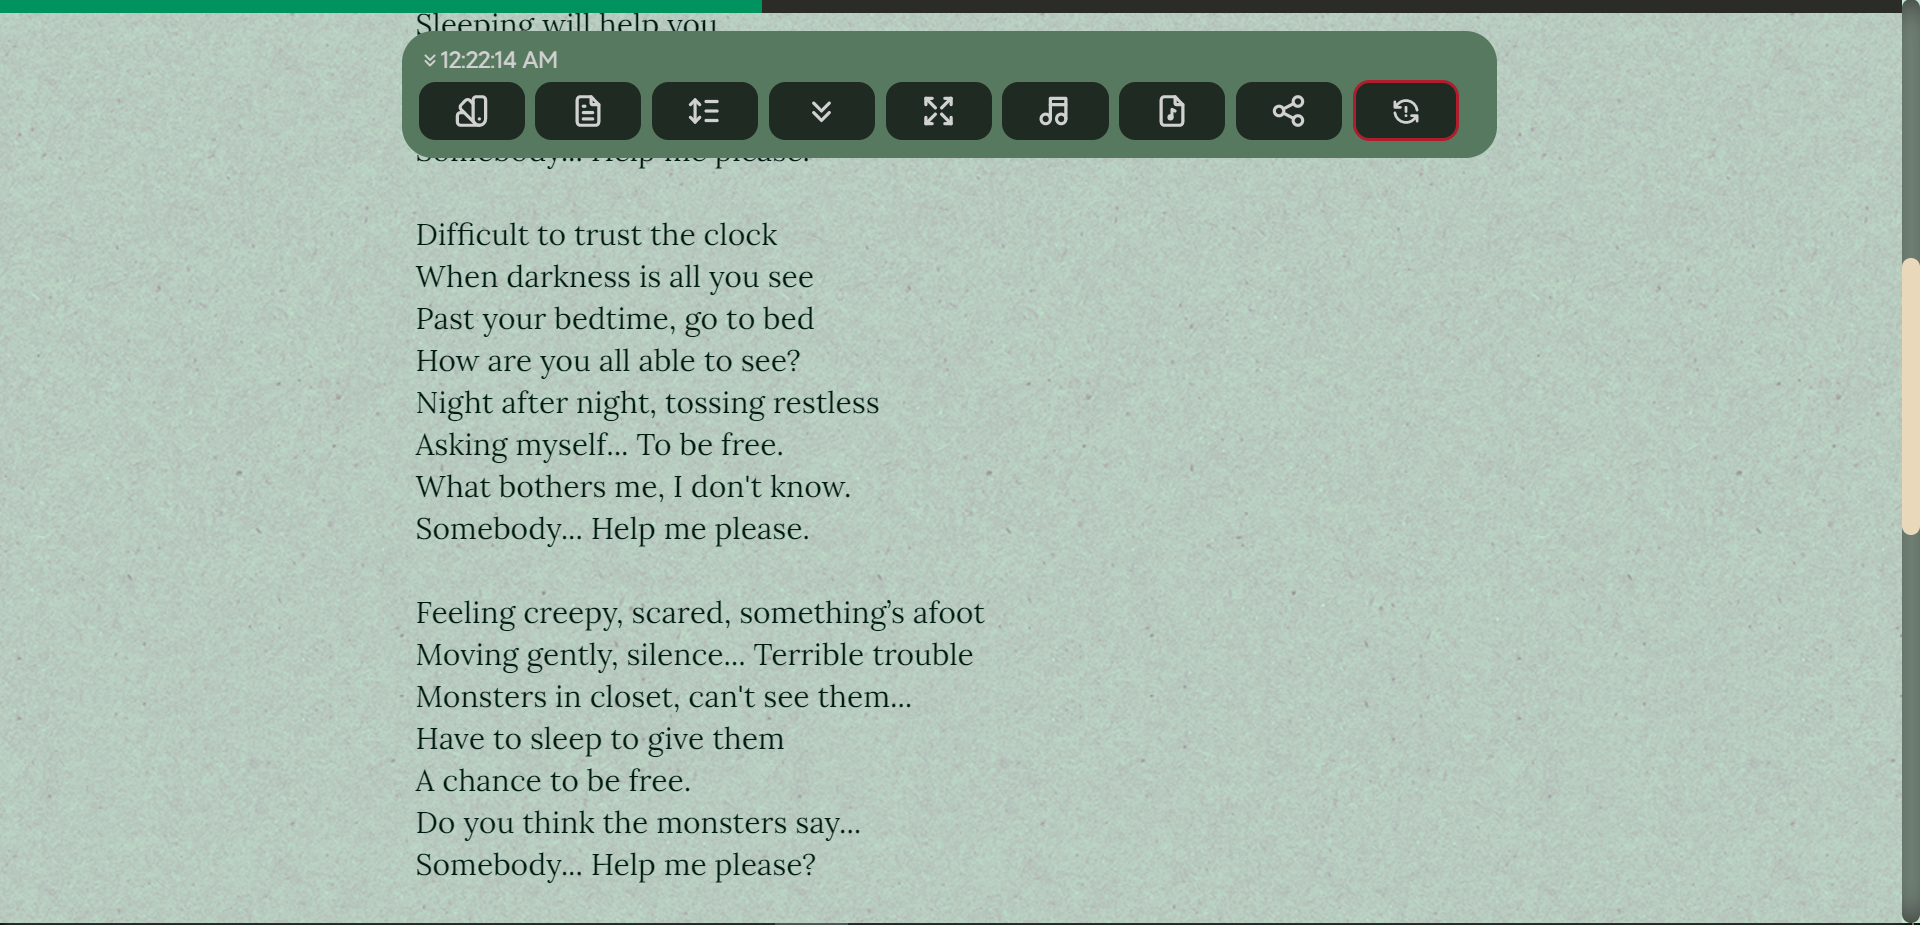 Sleeping will help you
12:22:14 AM
Somebody... Help me please.
Difficult to trust the clock
When darkness is all you see
Past your bedtime, go to bed
How are you all able to see?
Night after night, tossing restless
Asking myself... To be free.
What bothers me, I don't know.
Somebody... Help me please.
Feeling creepy, scared, something’s afoot
Moving gently, silence... Terrible trouble
Monsters in closet, can't see them...
Have to sleep to give them
A chance to be free.
Do you think the monsters say...
Somebody... Help me please?